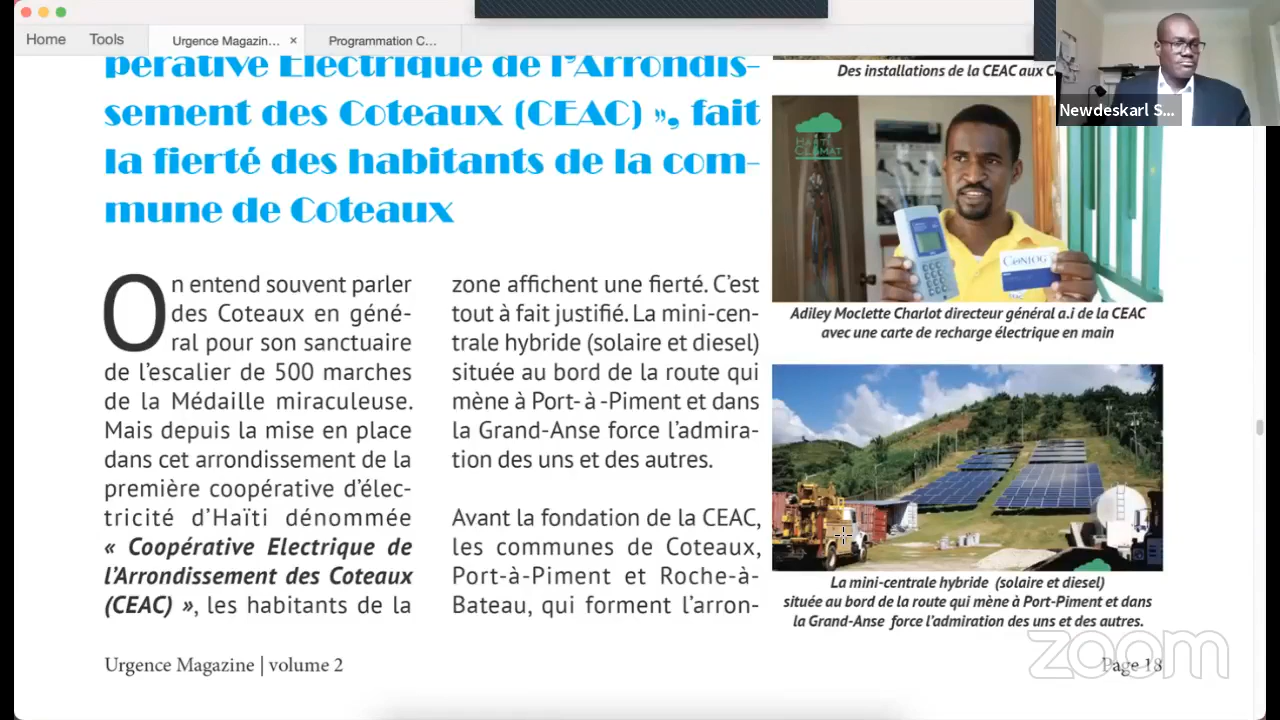 Home
Tools
Urgence Magazin... ×
Programmation C...
Newdeskarl S...
pérative Electrique de l'Arrondis-
sement des Coteaux (CEAC) », fait
la fierté des habitants de la com-
mune de Coteaux
On entend souvent parler
des Coteaux en géné-
ral pour son sanctuaire
de l'escalier de 500 marches
de la Médaille miraculeuse.
Mais depuis la mise en place
dans cet arrondissement de la
première coopérative d'élec-
tricité d'Haïti dénommée
« Coopérative Electrique de
l'Arrondissement des Coteaux
(CEAC) », les habitants de la
zone affichent une fierté. C'est
tout à fait justifié. La mini-cen-
trale hybride (solaire et diesel)
située au bord de la route qui
mène à Port- à -Piment et dans
la Grand-Anse force l'admira-
tion des uns et des autres.
Avant la fondation de la CEAC,
les communes de Coteaux,
Port-à-Piment et Roche-à-
Bateau, qui forment l'arron-
Des installations de la CEAC aux C
HAITI
CLIMAT
CONLOG
Adiley Moclette Charlot directeur général a.i de la CEAC
avec une carte de recharge électrique en main
La mini-centrale hybride (solaire et diesel)
située au bord de la route qui mène à Port-Piment et dans
la Grand-Anse force l'admiration des uns et des autres.
Urgence Magazine | volume 2
Page 18
zoom